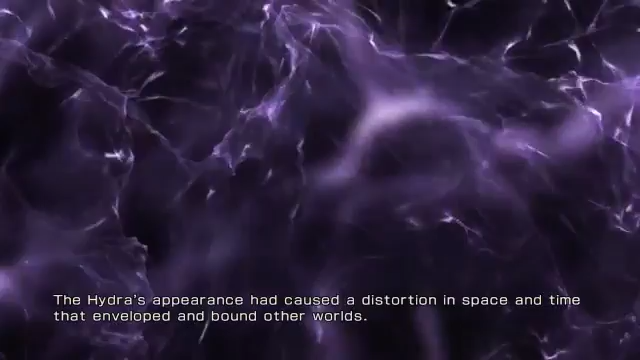 The Hydra's appearance had caused a distortion in space and time
that enveloped and bound other worlds.